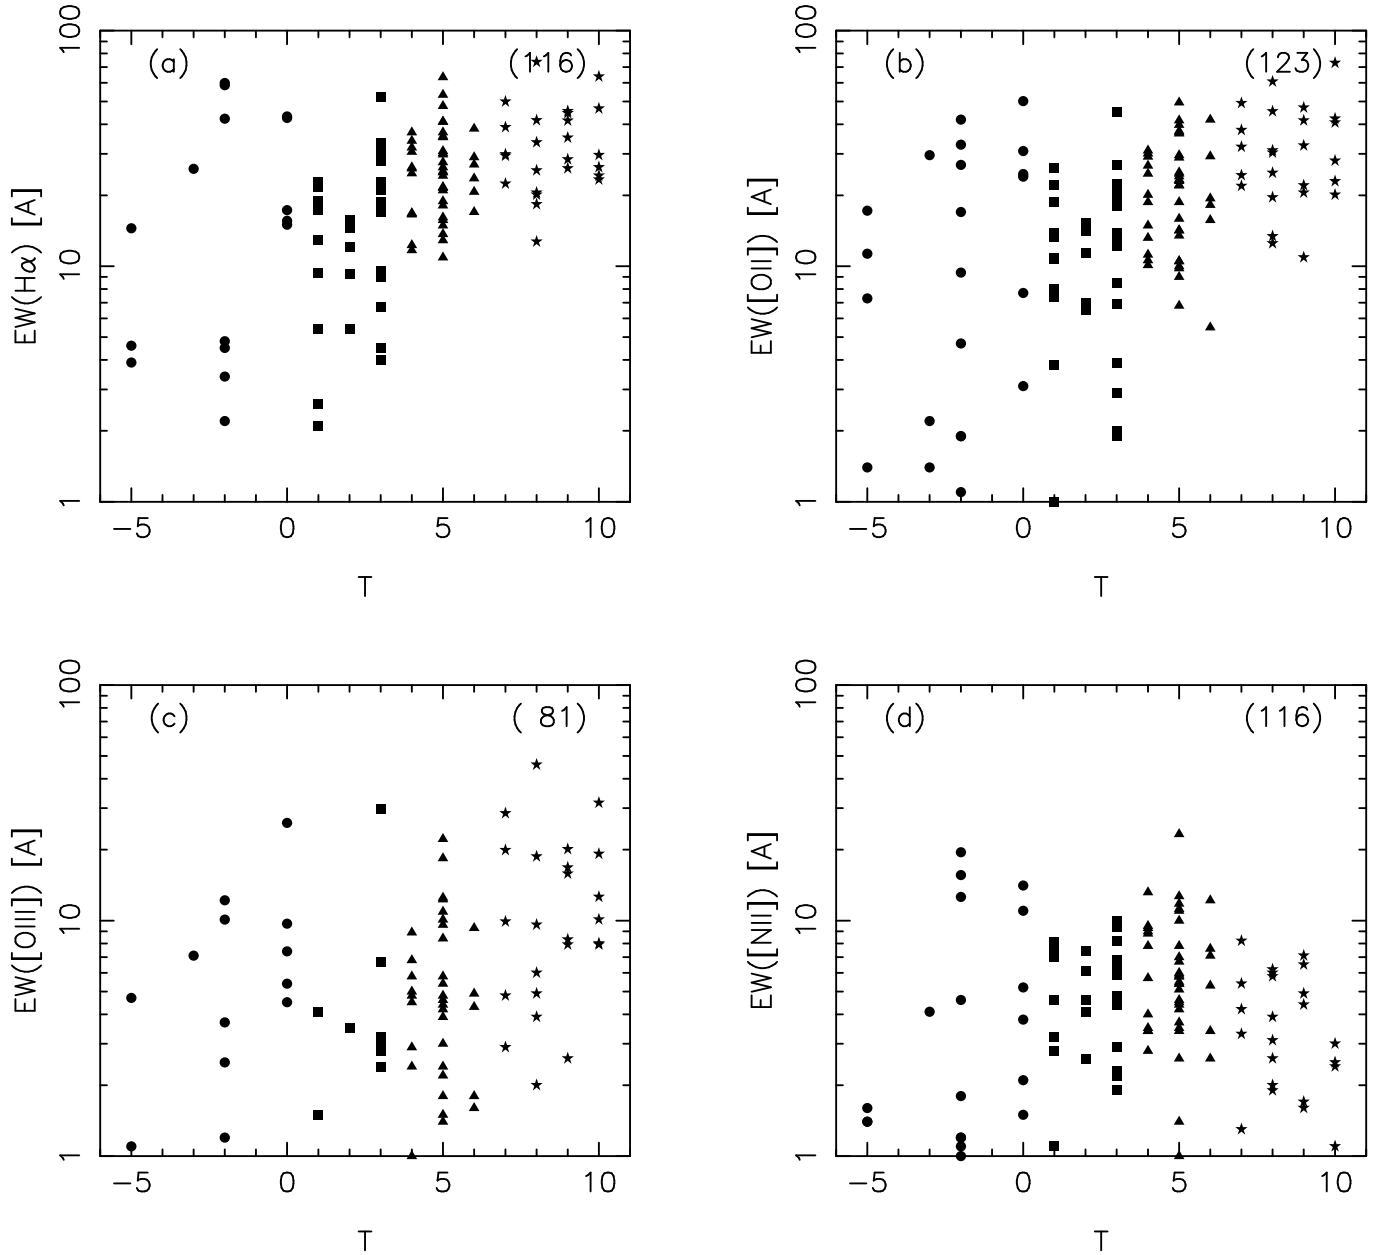 (a) (116)
EW(Hα) [A]
100
10
1
−5 0 5 10
T
(b) (123)
EW([OII]) [A]
100
10
1
−5 0 5 10
T
(c) ( 81)
EW([OIII]) [A]
100
10
1
−5 0 5 10
T
(d) (116)
EW([NII]) [A]
100
10
1
−5 0 5 10
T